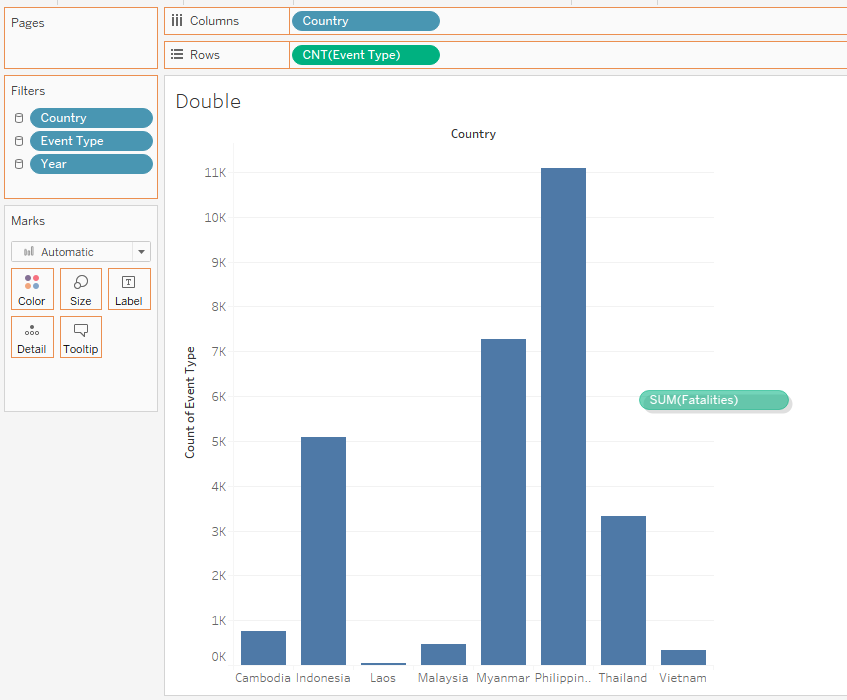 Pages
Columns
Country
Rows
CNT(Event Type)
Filters
Country
Event Type
Year
Marks
Automatic
Color
Size
Label
Detail
Tooltip
Double
Country
Count of Event Type
11K
10K
9K
8K
7K
6K
5K
4K
3K
2K
1K
0K
SUM(Fatalities)
Cambodia Indonesia Laos Malaysia Myanmar Philippin.. Thailand Vietnam